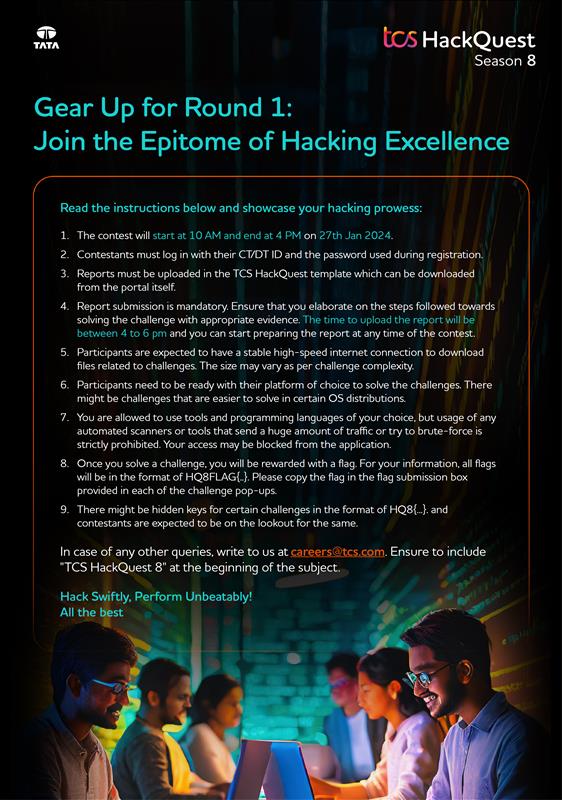 TATA
tcs HackQuest
Season 8
Gear Up for Round 1:
Join the Epitome of Hacking Excellence
Read the instructions below and showcase your hacking prowess:
1. The contest will start at 10 AM and end at 4 PM on 27th Jan 2024.
2. Contestants must log in with their CT/DT ID and the password used during registration.
3. Reports must be uploaded in the TCS HackQuest template which can be downloaded
from the portal itself.
4. Report submission is mandatory. Ensure that you elaborate on the steps followed towards
solving the challenge with appropriate evidence. The time to upload the report will be
between 4 to 6 pm and you can start preparing the report at any time of the contest.
5. Participants are expected to have a stable high-speed internet connection to download
files related to challenges. The size may vary as per challenge complexity.
6. Participants need to be ready with their platform of choice to solve the challenges. There
might be challenges that are easier to solve in certain OS distributions.
7. You are allowed to use tools and programming languages of your choice, but usage of any
automated scanners or tools that send a huge amount of traffic or try to brute-force is
strictly prohibited. Your access may be blocked from the application.
8. Once you solve a challenge, you will be rewarded with a flag. For your information, all flags
will be in the format of HQ8FLAG{..}. Please copy the flag in the flag submission box
provided in each of the challenge pop-ups.
9. There might be hidden keys for certain challenges in the format of HQ8{...}. and
contestants are expected to be on the lookout for the same.
In case of any other queries, write to us at careers@tcs.com. Ensure to include
"TCS HackQuest 8" at the beginning of the subject.
Hack Swiftly, Perform Unbeatably!
All the best